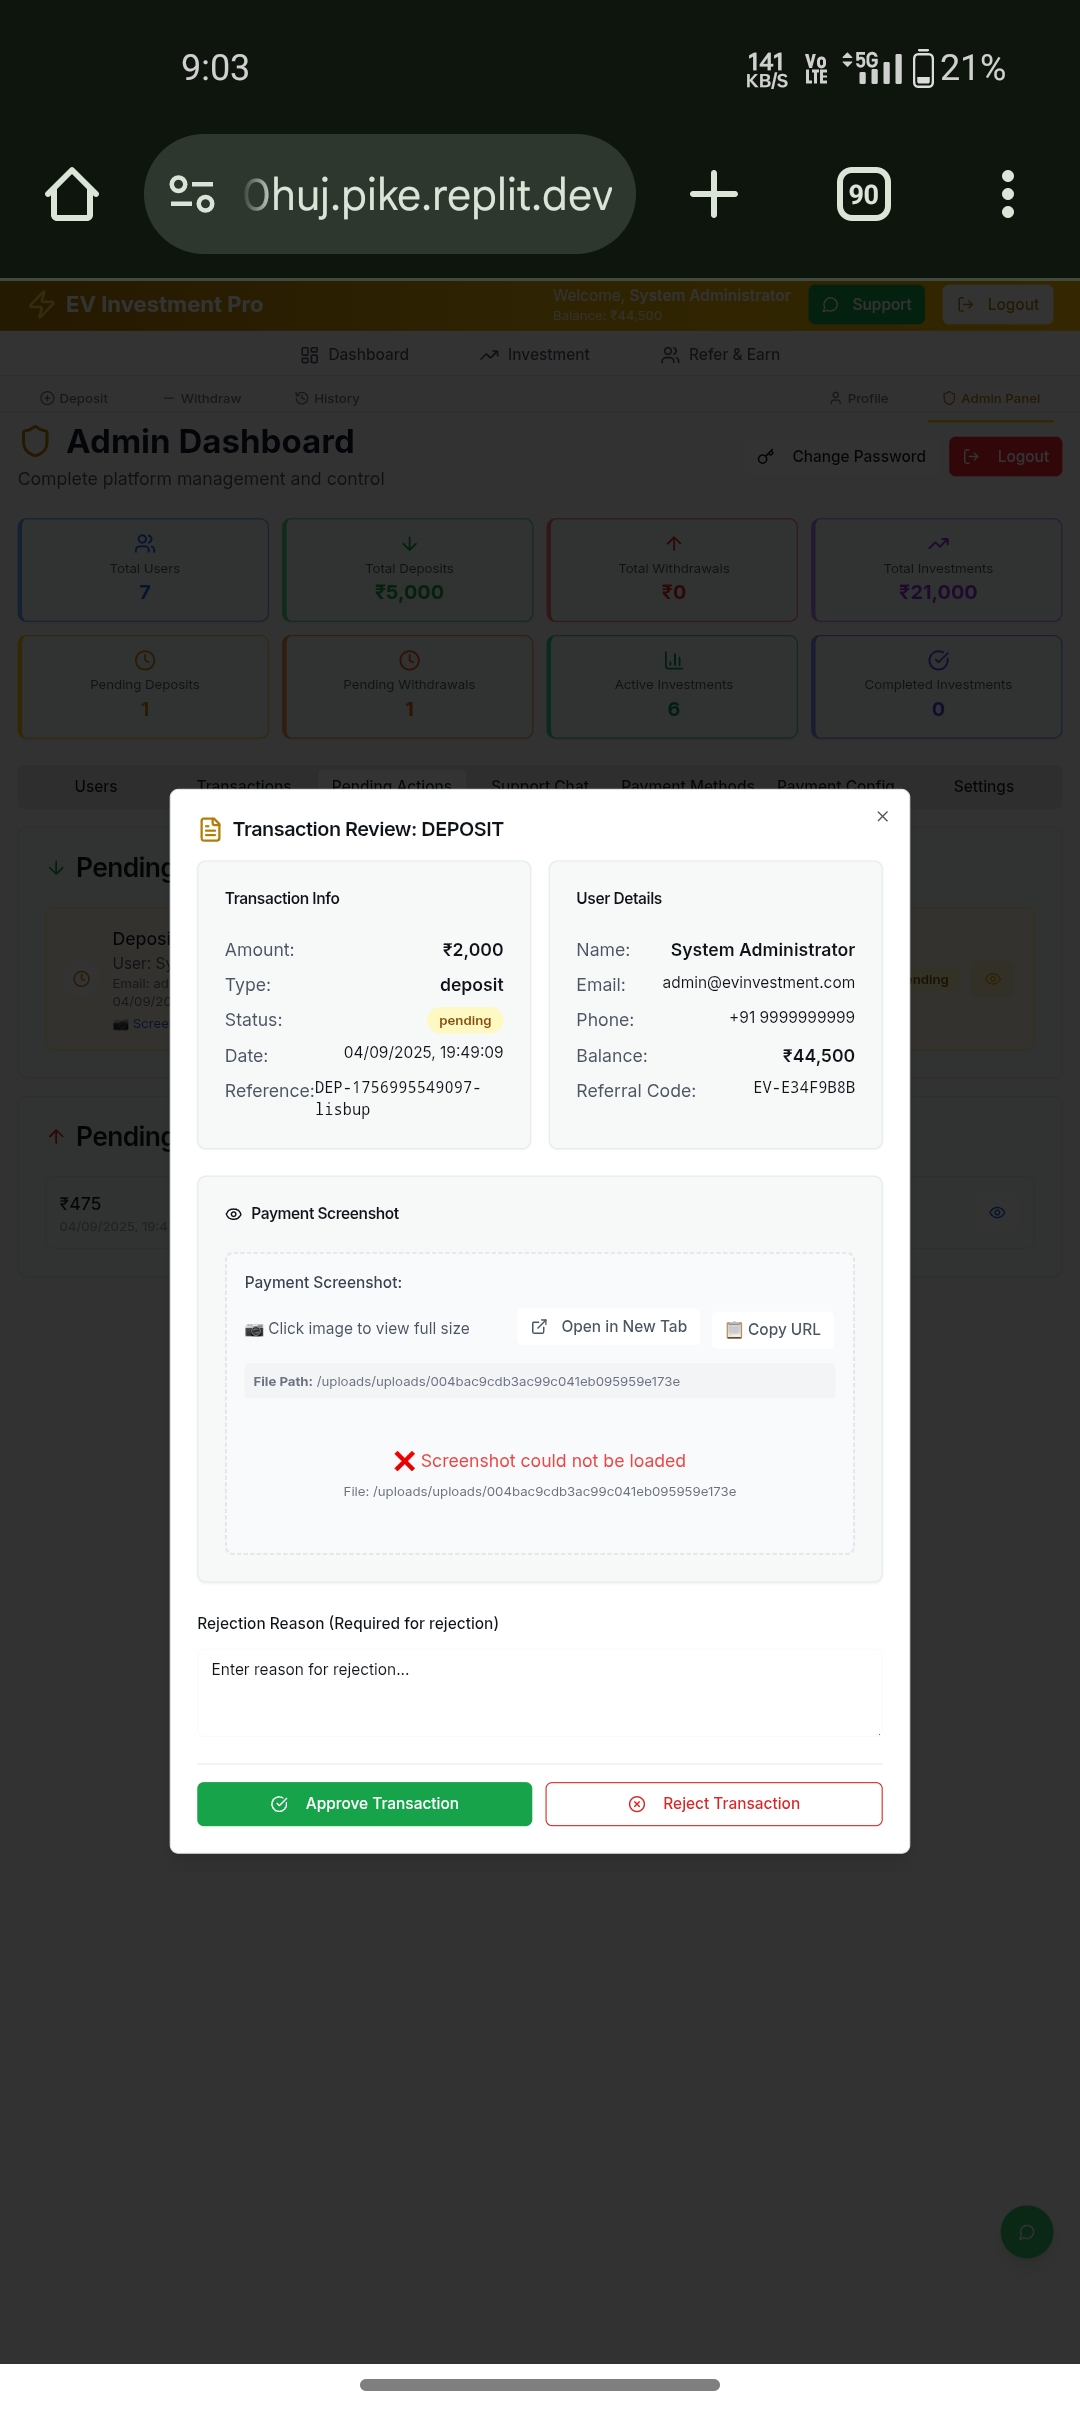 9:03
141 KB/S Vo LTE 5G 21%
0huj.pike.replit.dev
90
EV Investment Pro
Welcome, System Administrator
Balance: ₹44,500
Support
Logout
Dashboard
Investment
Refer & Earn
Deposit
Withdraw
History
Profile
Admin Panel
Admin Dashboard
Complete platform management and control
Change Password
Logout
Total Users
7
Total Deposits
₹5,000
Total Withdrawals
₹0
Total Investments
₹21,000
Pending Deposits
1
Pending Withdrawals
1
Active Investments
6
Completed Investments
0
Users
Transactions
Pending Actions
Support Chat
Payment Methods
Payment Config
Settings
Pending
Deposi
User: Sy
Email: ad
04/09/20
Scree
nding
Pending
₹475
04/09/2025, 19:4
Transaction Review: DEPOSIT
Transaction Info
Amount: ₹2,000
Type: deposit
Status: pending
Date: 04/09/2025, 19:49:09
Reference: DEP-1756995549097-
lisbup
User Details
Name: System Administrator
Email: admin@evinvestment.com
Phone: +91 9999999999
Balance: ₹44,500
Referral Code: EV-E34F9B8B
Payment Screenshot
Payment Screenshot:
Click image to view full size
Open in New Tab
Copy URL
File Path: /uploads/uploads/004bac9cdb3ac99c041eb095959e173e
Screenshot could not be loaded
File: /uploads/uploads/004bac9cdb3ac99c041eb095959e173e
Rejection Reason (Required for rejection)
Enter reason for rejection...
Approve Transaction
Reject Transaction